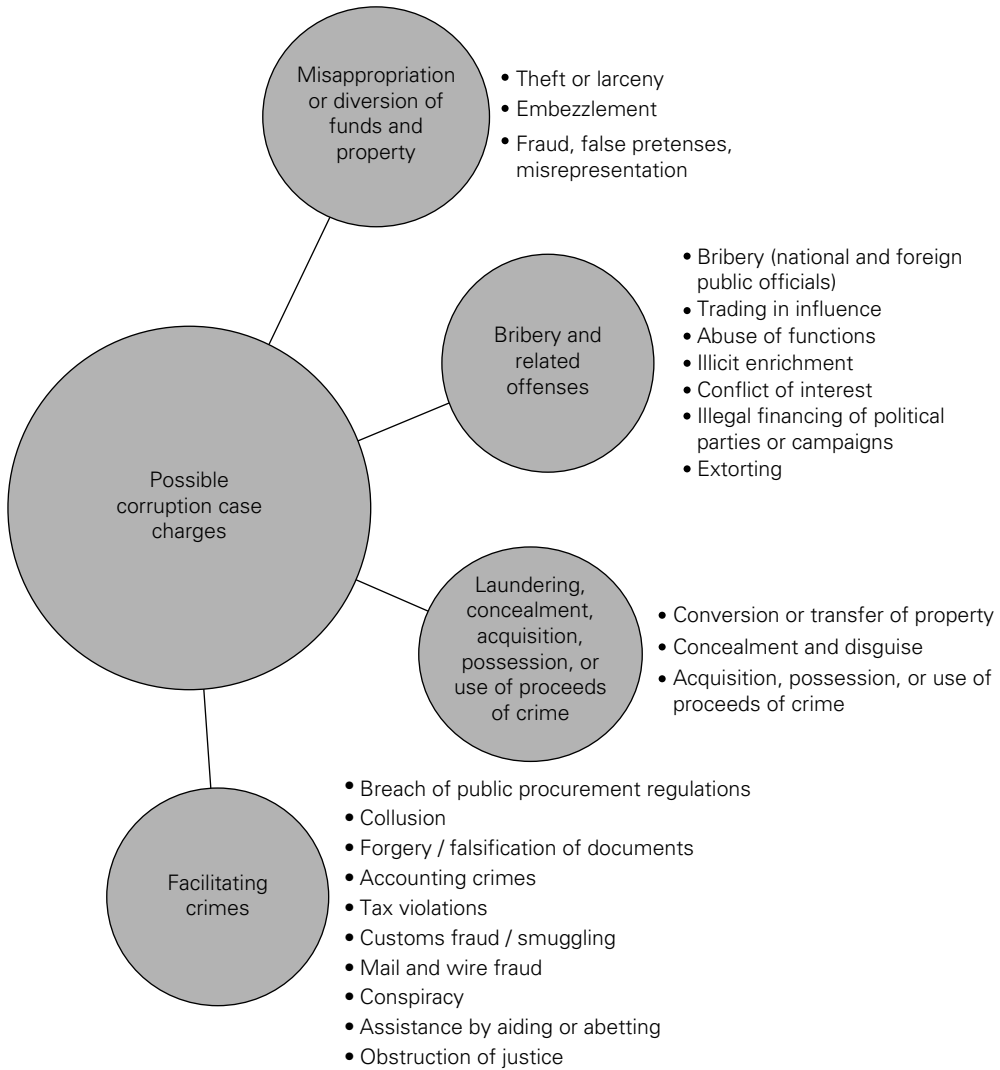 Misappropriation
or diversion of
funds and
property
• Theft or larceny
• Embezzlement
• Fraud, false pretenses,
misrepresentation
Bribery and
related
offenses
• Bribery (national and foreign
public officials)
• Trading in influence
• Abuse of functions
• Illicit enrichment
• Conflict of interest
• Illegal financing of political
parties or campaigns
• Extorting
Possible
corruption case
charges
Laundering,
concealment,
acquisition,
possession, or
use of proceeds
of crime
• Conversion or transfer of property
• Concealment and disguise
• Acquisition, possession, or use of
proceeds of crime
Facilitating
crimes
• Breach of public procurement regulations
• Collusion
• Forgery / falsification of documents
• Accounting crimes
• Tax violations
• Customs fraud / smuggling
• Mail and wire fraud
• Conspiracy
• Assistance by aiding or abetting
• Obstruction of justice